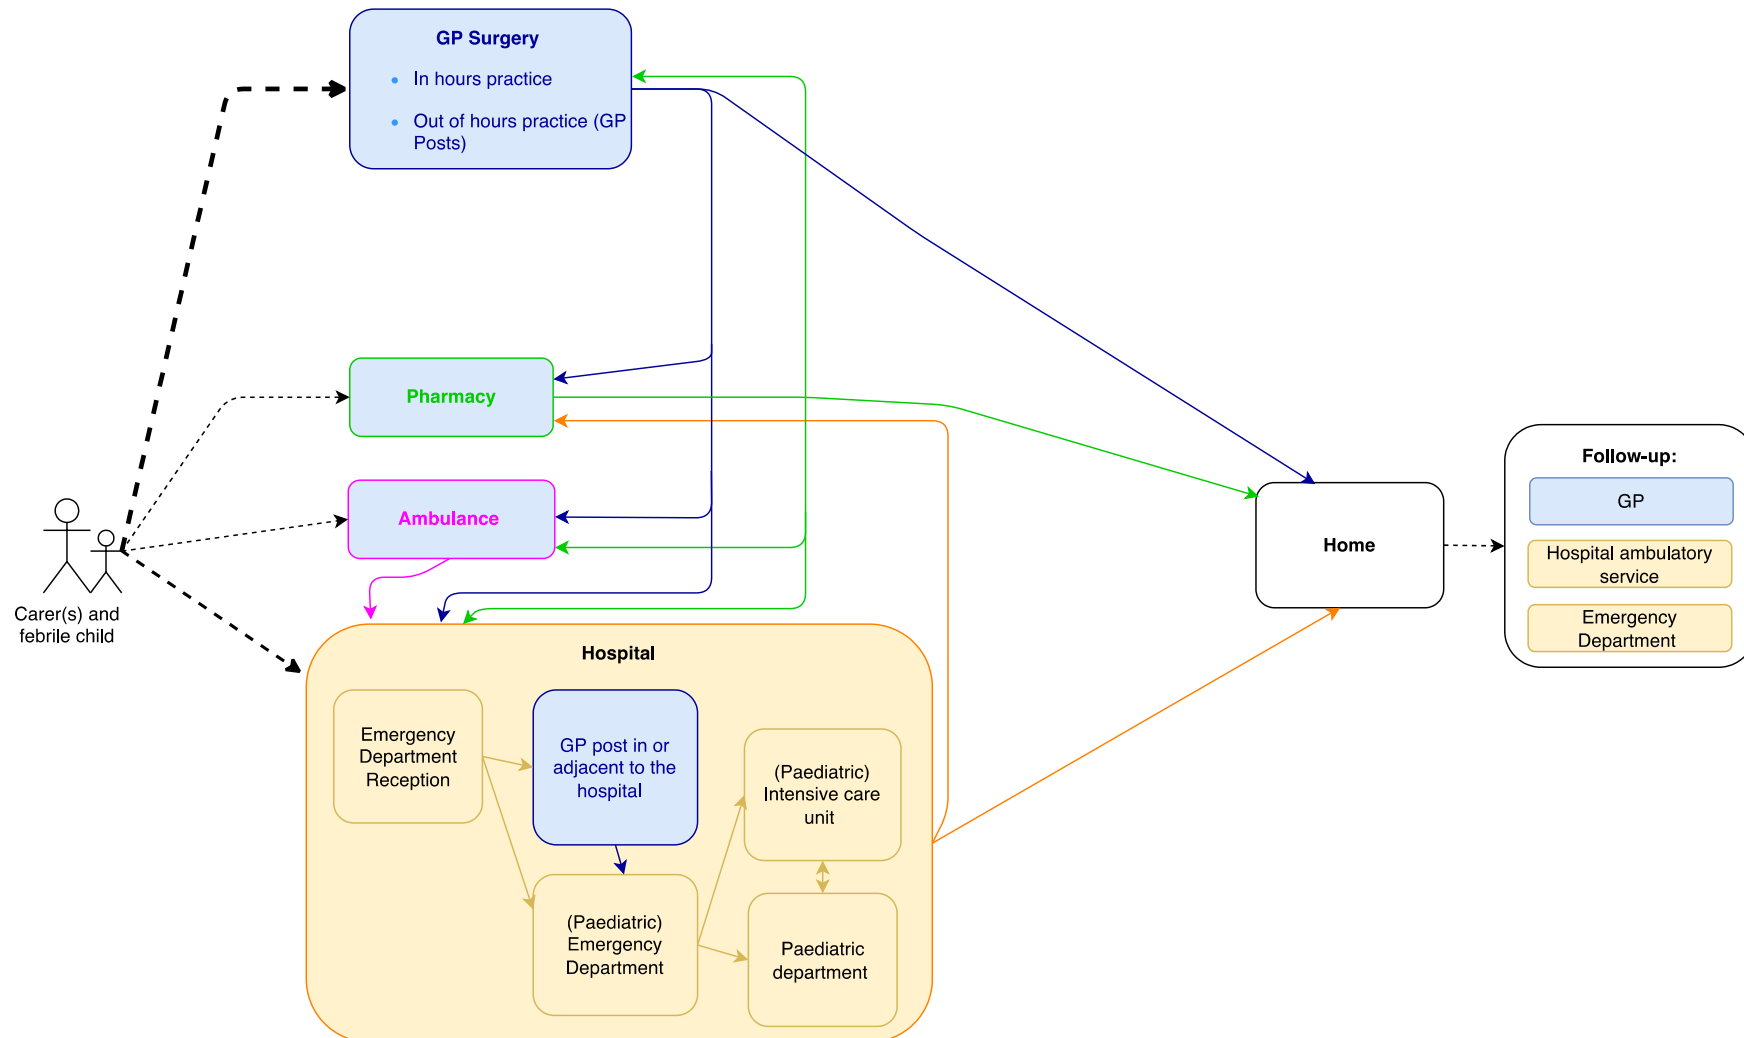 GP Surgery
In hours practice
Out of hours practice (GP
Posts)
Pharmacy
Ambulance
Carer(s) and
febrile child
Hospital
Emergency
Department
Reception
GP post in or
adjacent to the
hospital
(Paediatric)
Intensive care
unit
(Paediatric)
Emergency
Department
Paediatric
department
Home
Follow-up:
GP
Hospital ambulatory
service
Emergency
Department